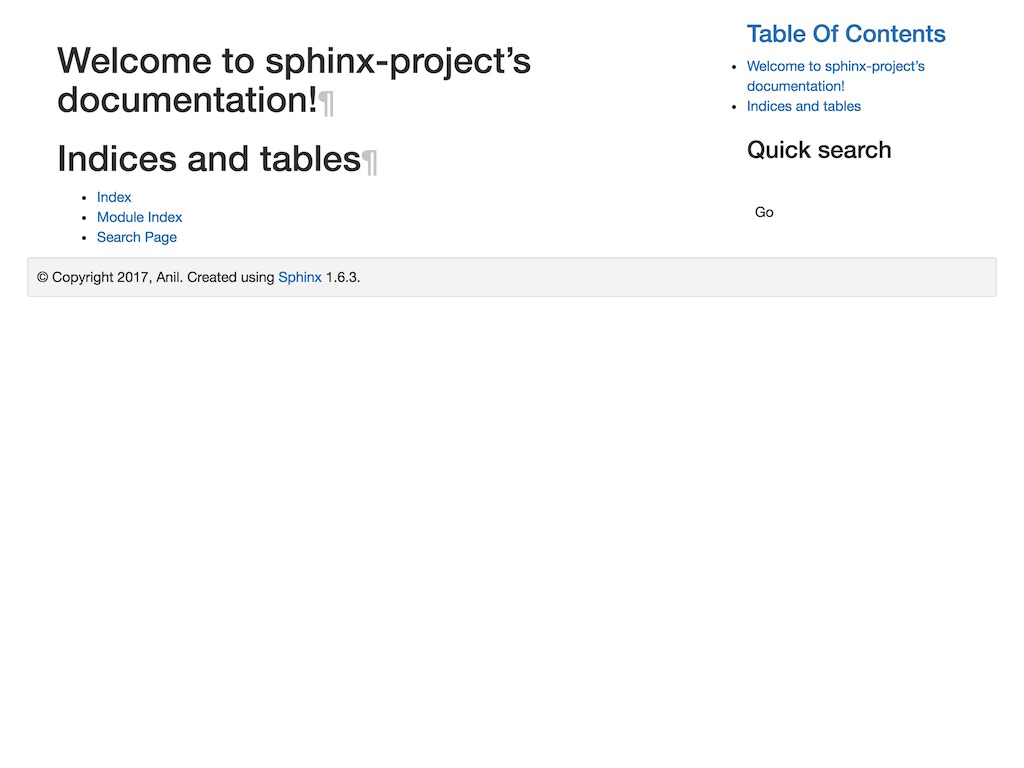 Welcome to sphinx-project’s
documentation!¶
Indices and tables¶
Index
Module Index
Search Page
Table Of Contents
Welcome to sphinx-project’s
documentation!
Indices and tables
Quick search
Go
© Copyright 2017, Anil. Created using Sphinx 1.6.3.